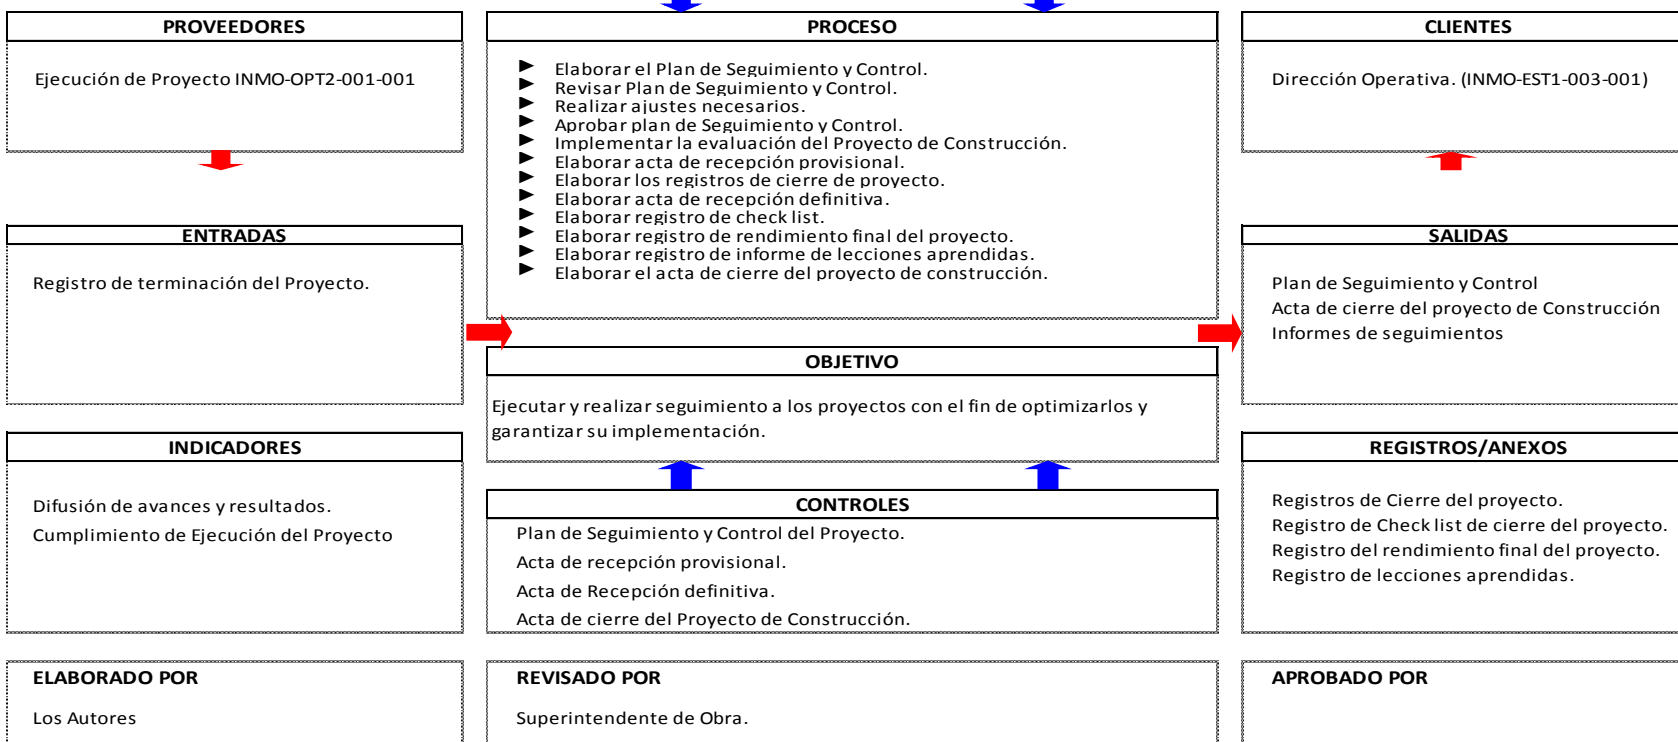 PROVEEDORES
Ejecución de Proyecto INMO-OPT2-001-001
PROCESO
Elaborar el Plan de Seguimiento y Control.
Revisar Plan de Seguimiento y Control.
Realizar ajustes necesarios.
Aprobar plan de Seguimiento y Control.
Implementar la evaluación del Proyecto de Construcción.
Elaborar acta de recepción provisional.
Elaborar los registros de cierre de proyecto.
Elaborar acta de recepción definitiva.
Elaborar registro de check list.
Elaborar registro de rendimiento final del proyecto.
Elaborar registro de informe de lecciones aprendidas.
Elaborar el acta de cierre del proyecto de construcción.
CLIENTES
Dirección Operativa. (INMO-EST1-003-001)
ENTRADAS
Registro de terminación del Proyecto.
SALIDAS
Plan de Seguimiento y Control
Acta de cierre del proyecto de Construcción
Informes de seguimientos
OBJETIVO
Ejecutar y realizar seguimiento a los proyectos con el fin de optimizarlos y
garantizar su implementación.
INDICADORES
Difusión de avances y resultados.
Cumplimiento de Ejecución del Proyecto
CONTROLES
Plan de Seguimiento y Control del Proyecto.
Acta de recepción provisional.
Acta de Recepción definitiva.
Acta de cierre del Proyecto de Construcción.
REGISTROS/ANEXOS
Registros de Cierre del proyecto.
Registro de Check list de cierre del proyecto.
Registro del rendimiento final del proyecto.
Registro de lecciones aprendidas.
ELABORADO POR
Los Autores
REVISADO POR
Superintendente de Obra.
APROBADO POR